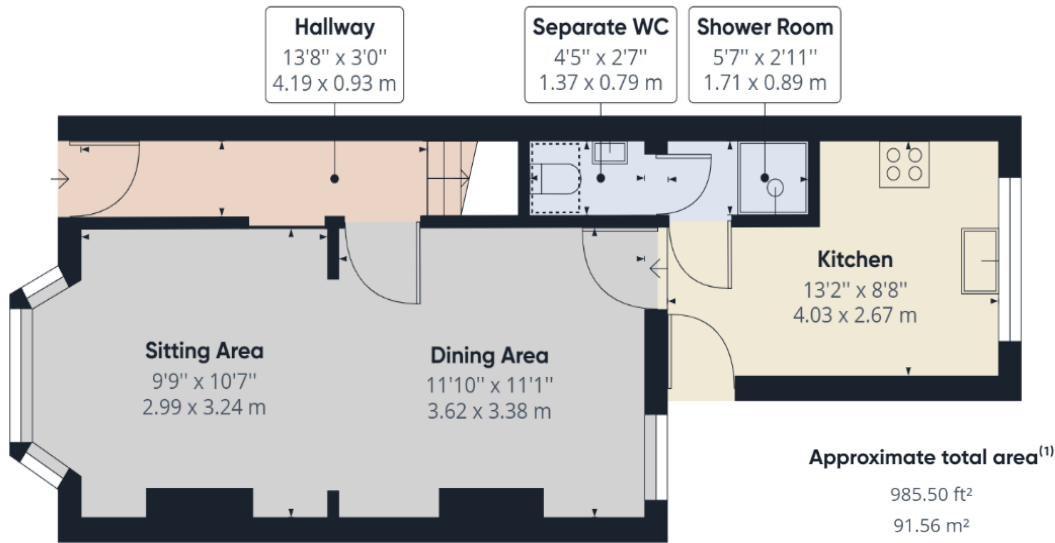 Hallway
13'8" x 3'0"
4.19 x 0.93 m
Separate WC
4'5" x 2'7"
1.37 x 0.79 m
Shower Room
5'7" x 2'11"
1.71 x 0.89 m
Kitchen
13'2" x 8'8"
4.03 x 2.67 m
Sitting Area
9'9" x 10'7"
2.99 x 3.24 m
Dining Area
11'10" x 11'1"
3.62 x 3.38 m
Approximate total area(1)
985.50 ft²
91.56 m²